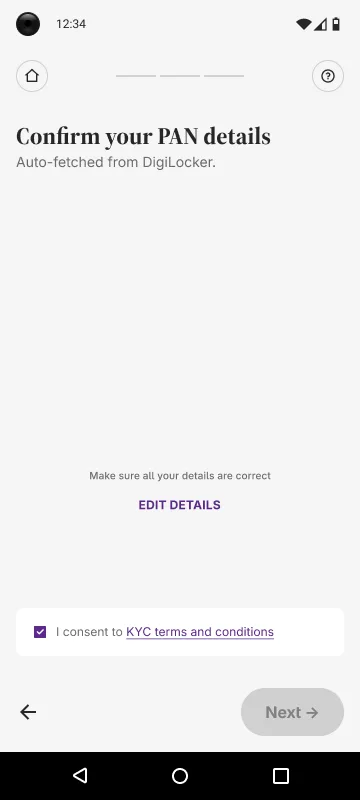 12:34
Confirm your PAN details
Auto-fetched from DigiLocker.
Make sure all your details are correct
EDIT DETAILS
I consent to KYC terms and conditions
Next →